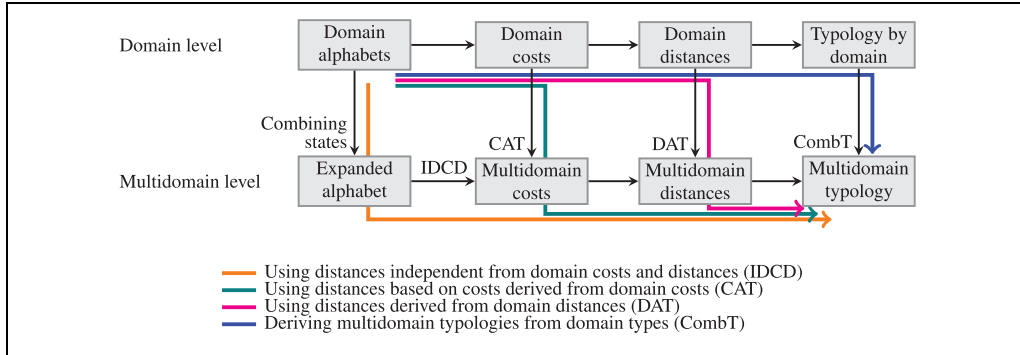 Domain level
Domain
alphabets
Domain
costs
Domain
distances
Typology by
domain
Combining
states
CAT
DAT
CombT
Multidomain level
Expanded
alphabet
IDCD
Multidomain
costs
Multidomain
distances
Multidomain
typology
Using distances independent from domain costs and distances (IDCD)
Using distances based on costs derived from domain costs (CAT)
Using distances derived from domain distances (DAT)
Deriving multidomain typologies from domain types (CombT)